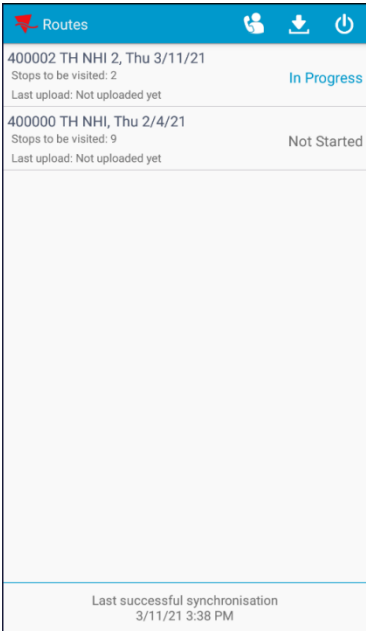 Routes
400002 TH NHI 2, Thu 3/11/21
Stops to be visited: 2
In Progress
Last upload: Not uploaded yet
400000 TH NHI, Thu 2/4/21
Stops to be visited: 9
Not Started
Last upload: Not uploaded yet
Last successful synchronisation
3/11/21 3:38 PM